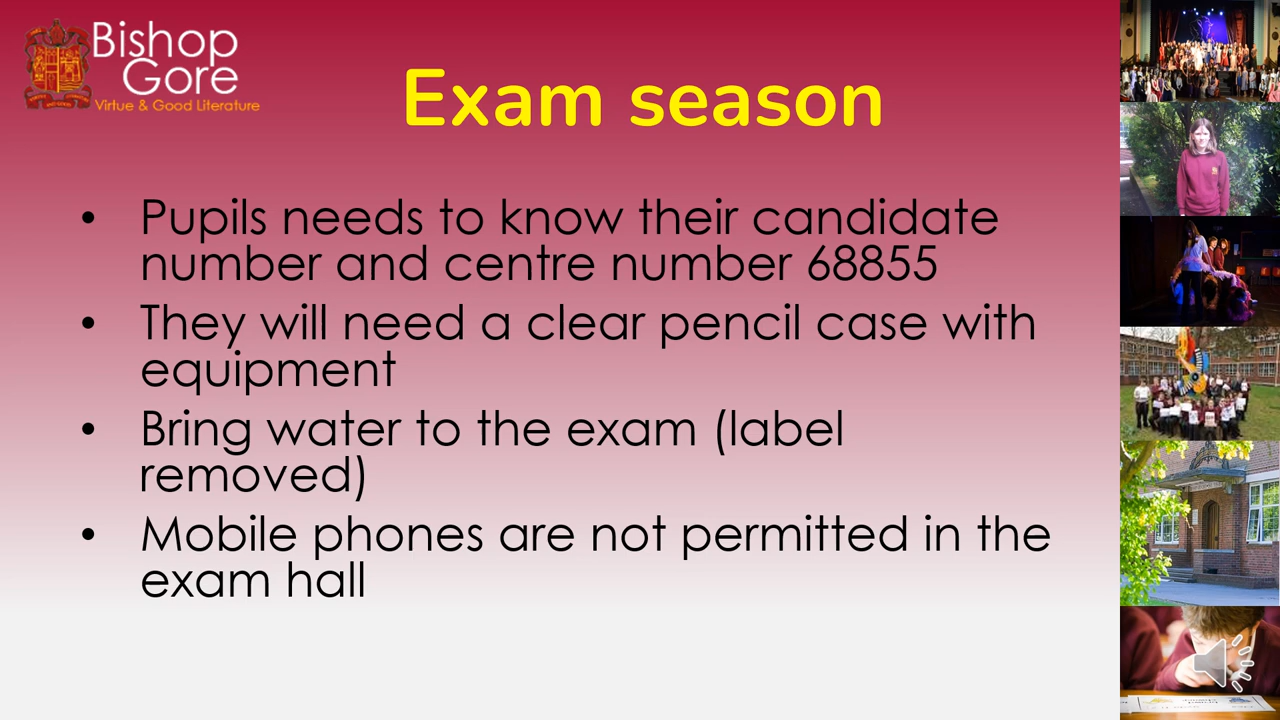 Bishop
Gore
Virtue & Good Literature
Exam season
• Pupils needs to know their candidate
number and centre number 68855
• They will need a clear pencil case with
equipment
• Bring water to the exam (label
removed)
• Mobile phones are not permitted in the
exam hall